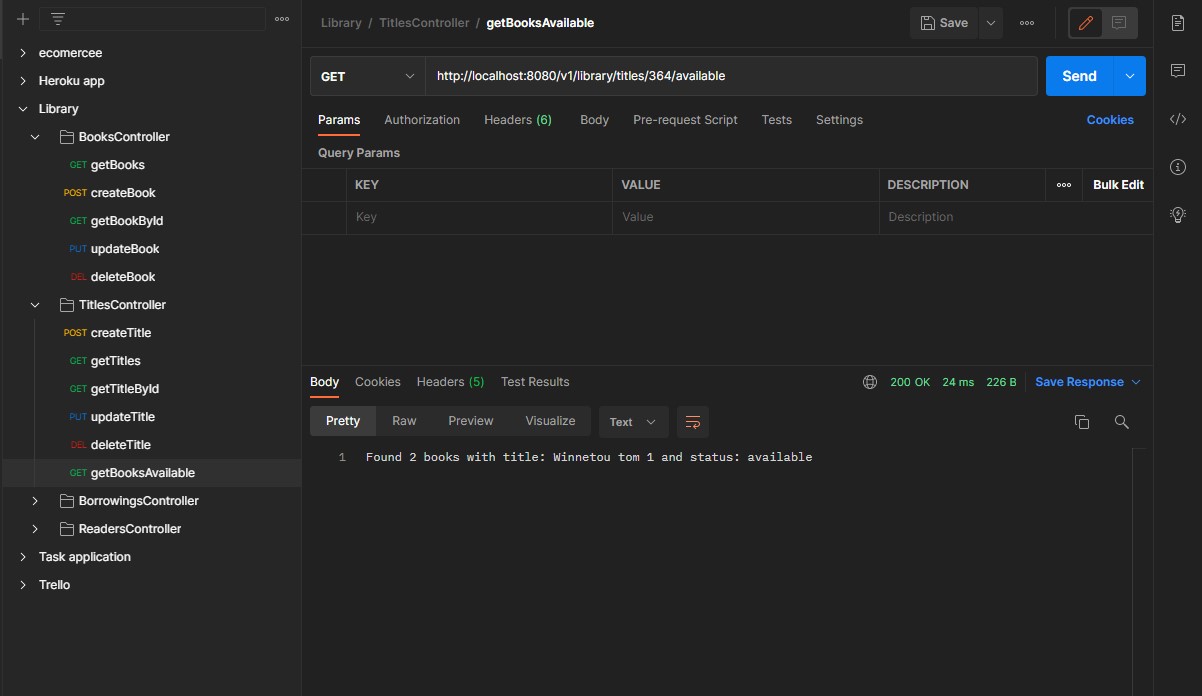 ecomercee
Heroku app
Library
BooksController
GET getBooks
POST createBook
GET getBookById
PUT updateBook
DEL deleteBook
TitlesController
POST createTitle
GET getTitles
GET getTitleById
PUT updateTitle
DEL deleteTitle
GET getBooksAvailable
BorrowingsController
ReadersController
Task application
Trello
Library / TitlesController / getBooksAvailable
Save
GET http://localhost:8080/v1/library/titles/364/available Send
Params Authorization Headers (6) Body Pre-request Script Tests Settings Cookies
Query Params
KEY VALUE DESCRIPTION Bulk Edit
Key Value Description
Body Cookies Headers (5) Test Results 200 OK 24 ms 226 B Save Response
Pretty Raw Preview Visualize Text
1 Found 2 books with title: Winnetou tom 1 and status: available